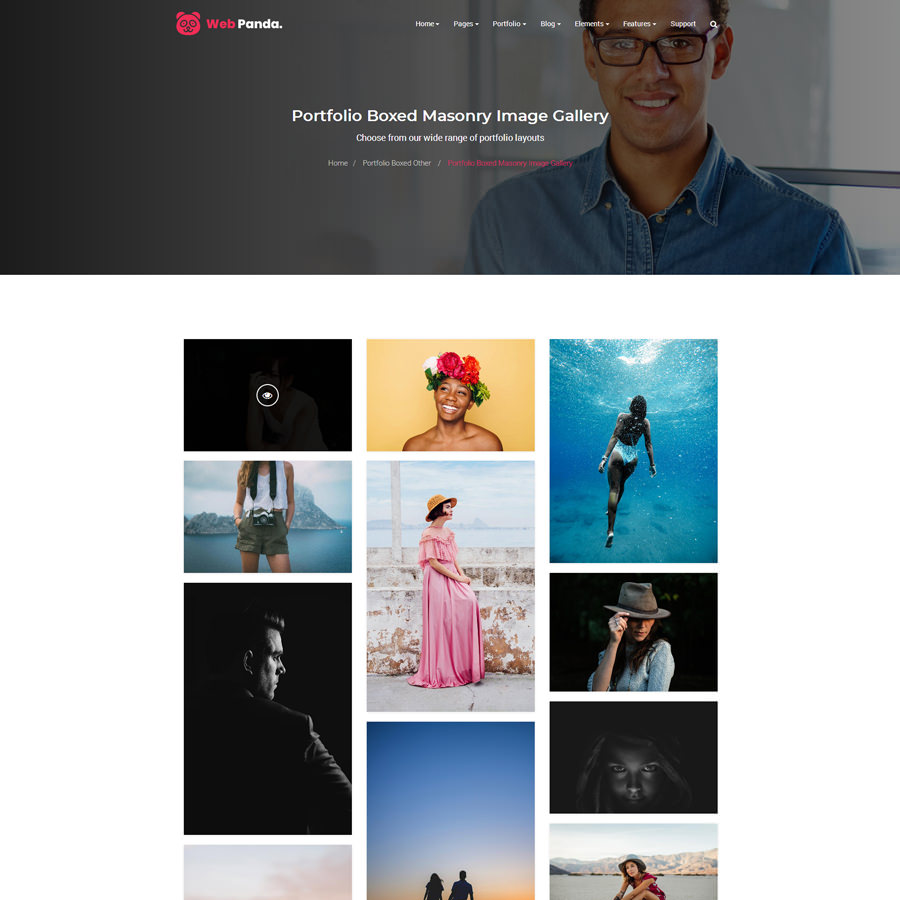 Web Panda.
Home Pages Portfolio Blog Elements Features Support
Portfolio Boxed Masonry Image Gallery
Choose from our wide range of portfolio layouts
Home / Portfolio Boxed Other / Portfolio Boxed Masonry Image Gallery